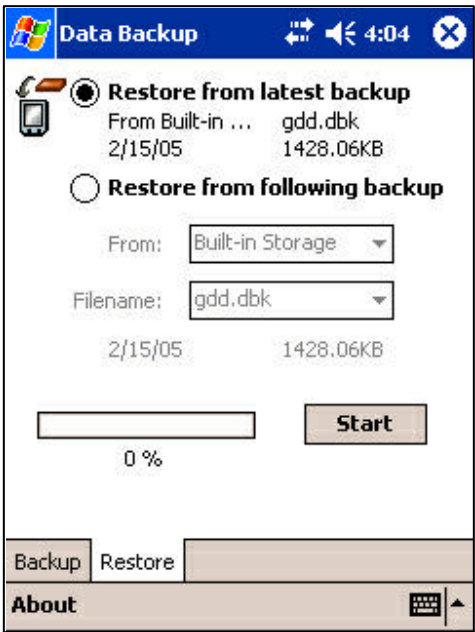 Data Backup 4:04
Restore from latest backup
From Built-in ... gdd.dbk
2/15/05 1428.06KB
Restore from following backup
From: Built-in Storage
Filename: gdd.dbk
2/15/05 1428.06KB
Start
0 %
Backup Restore
About